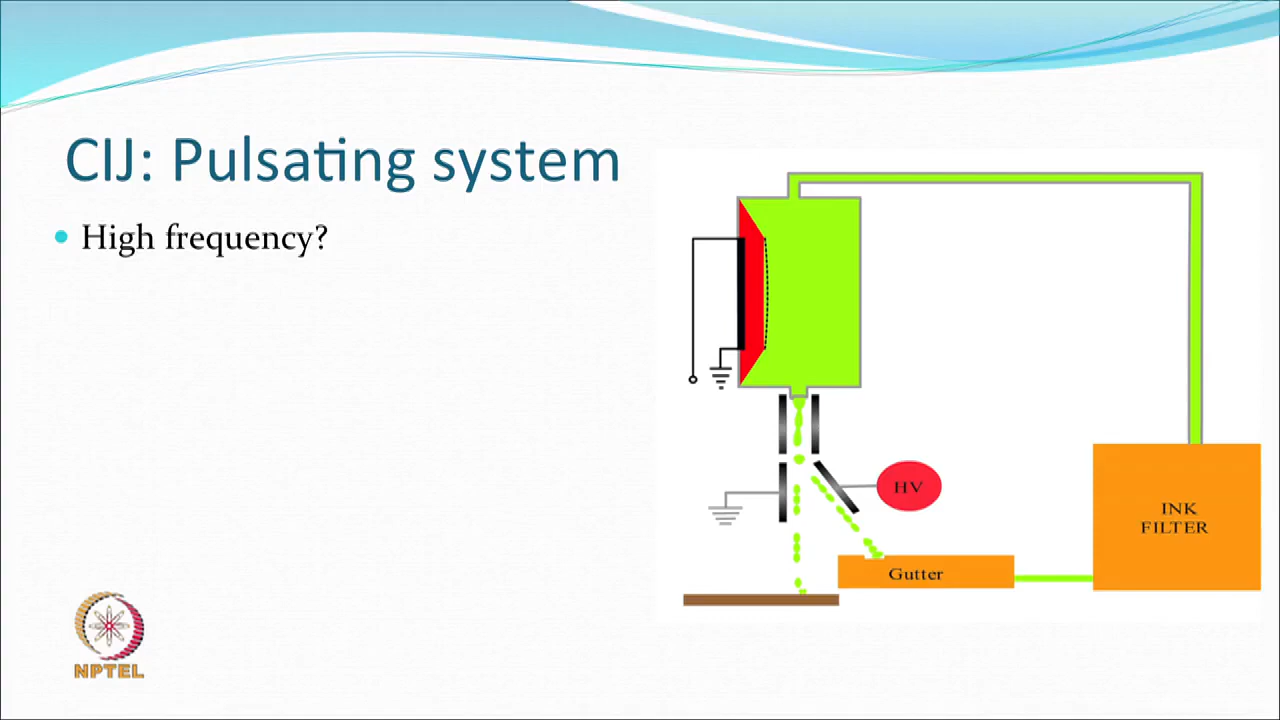 CIJ: Pulsating system
High frequency?
HV
INK
FILTER
Gutter
NPTEL